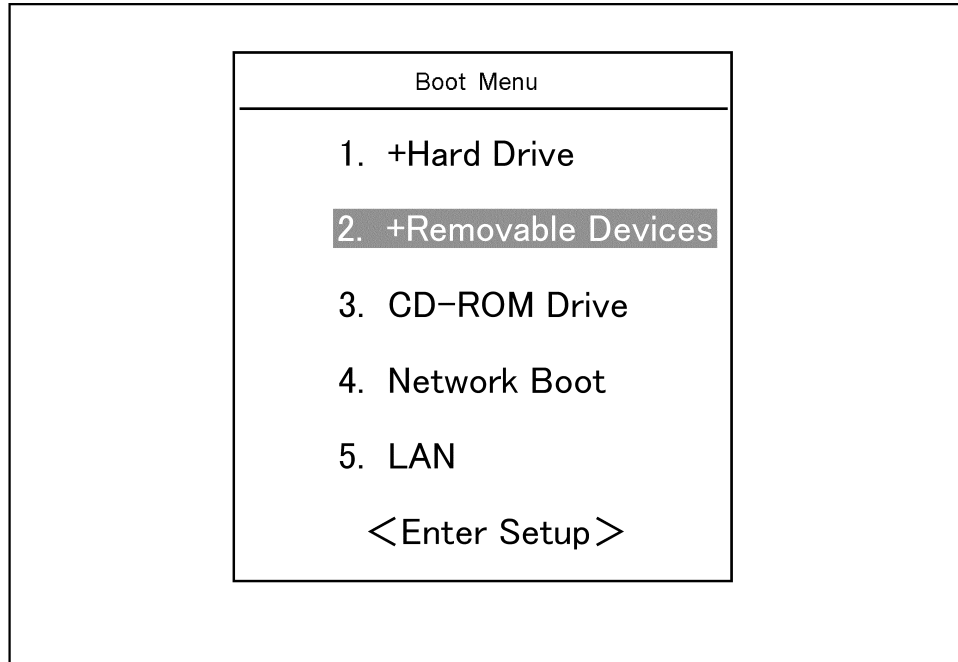 Boot Menu
1. +Hard Drive
2. +Removable Devices
3. CD-ROM Drive
4. Network Boot
5. LAN
<Enter Setup>